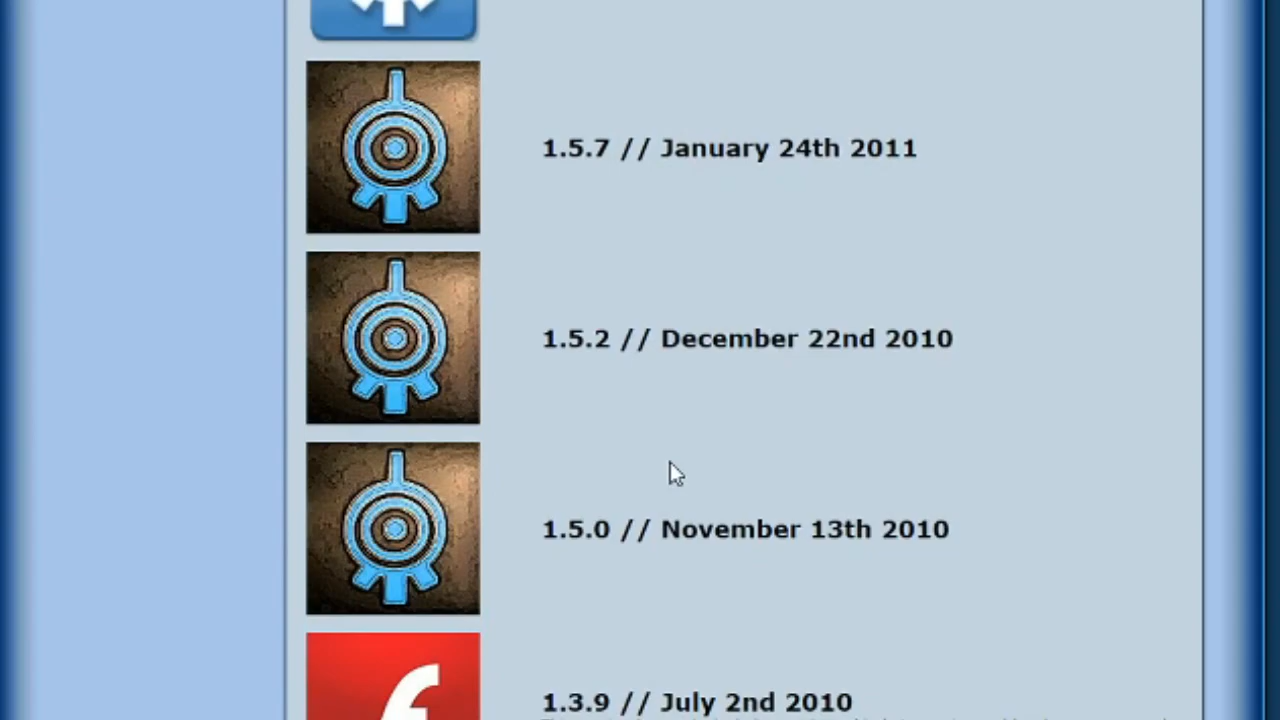 1.5.7 // January 24th 2011
1.5.2 // December 22nd 2010
1.5.0 // November 13th 2010
1.3.9 // July 2nd 2010